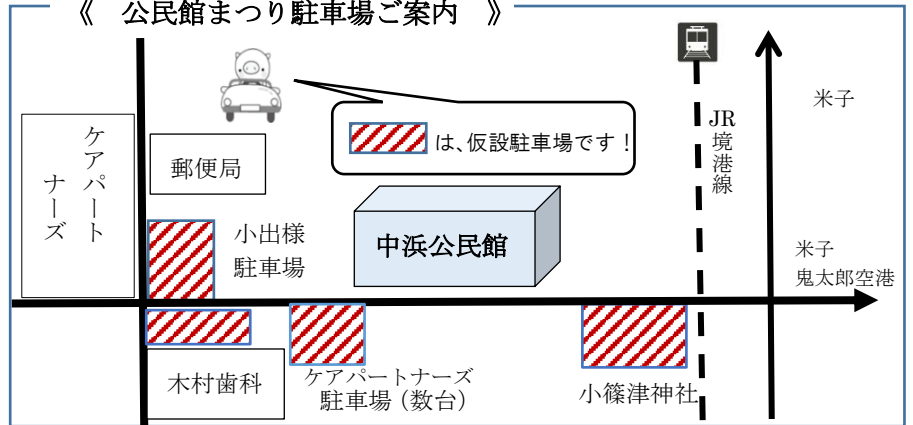 《　公民館まつり駐車場ご案内　》
米子
JR境港線
は、仮設駐車場です！
ケアパートナーズ
郵便局
小出様
駐車場
中浜公民館
米子
鬼太郎空港
木村歯科
ケアパートナーズ
駐車場（数台）
小篠津神社